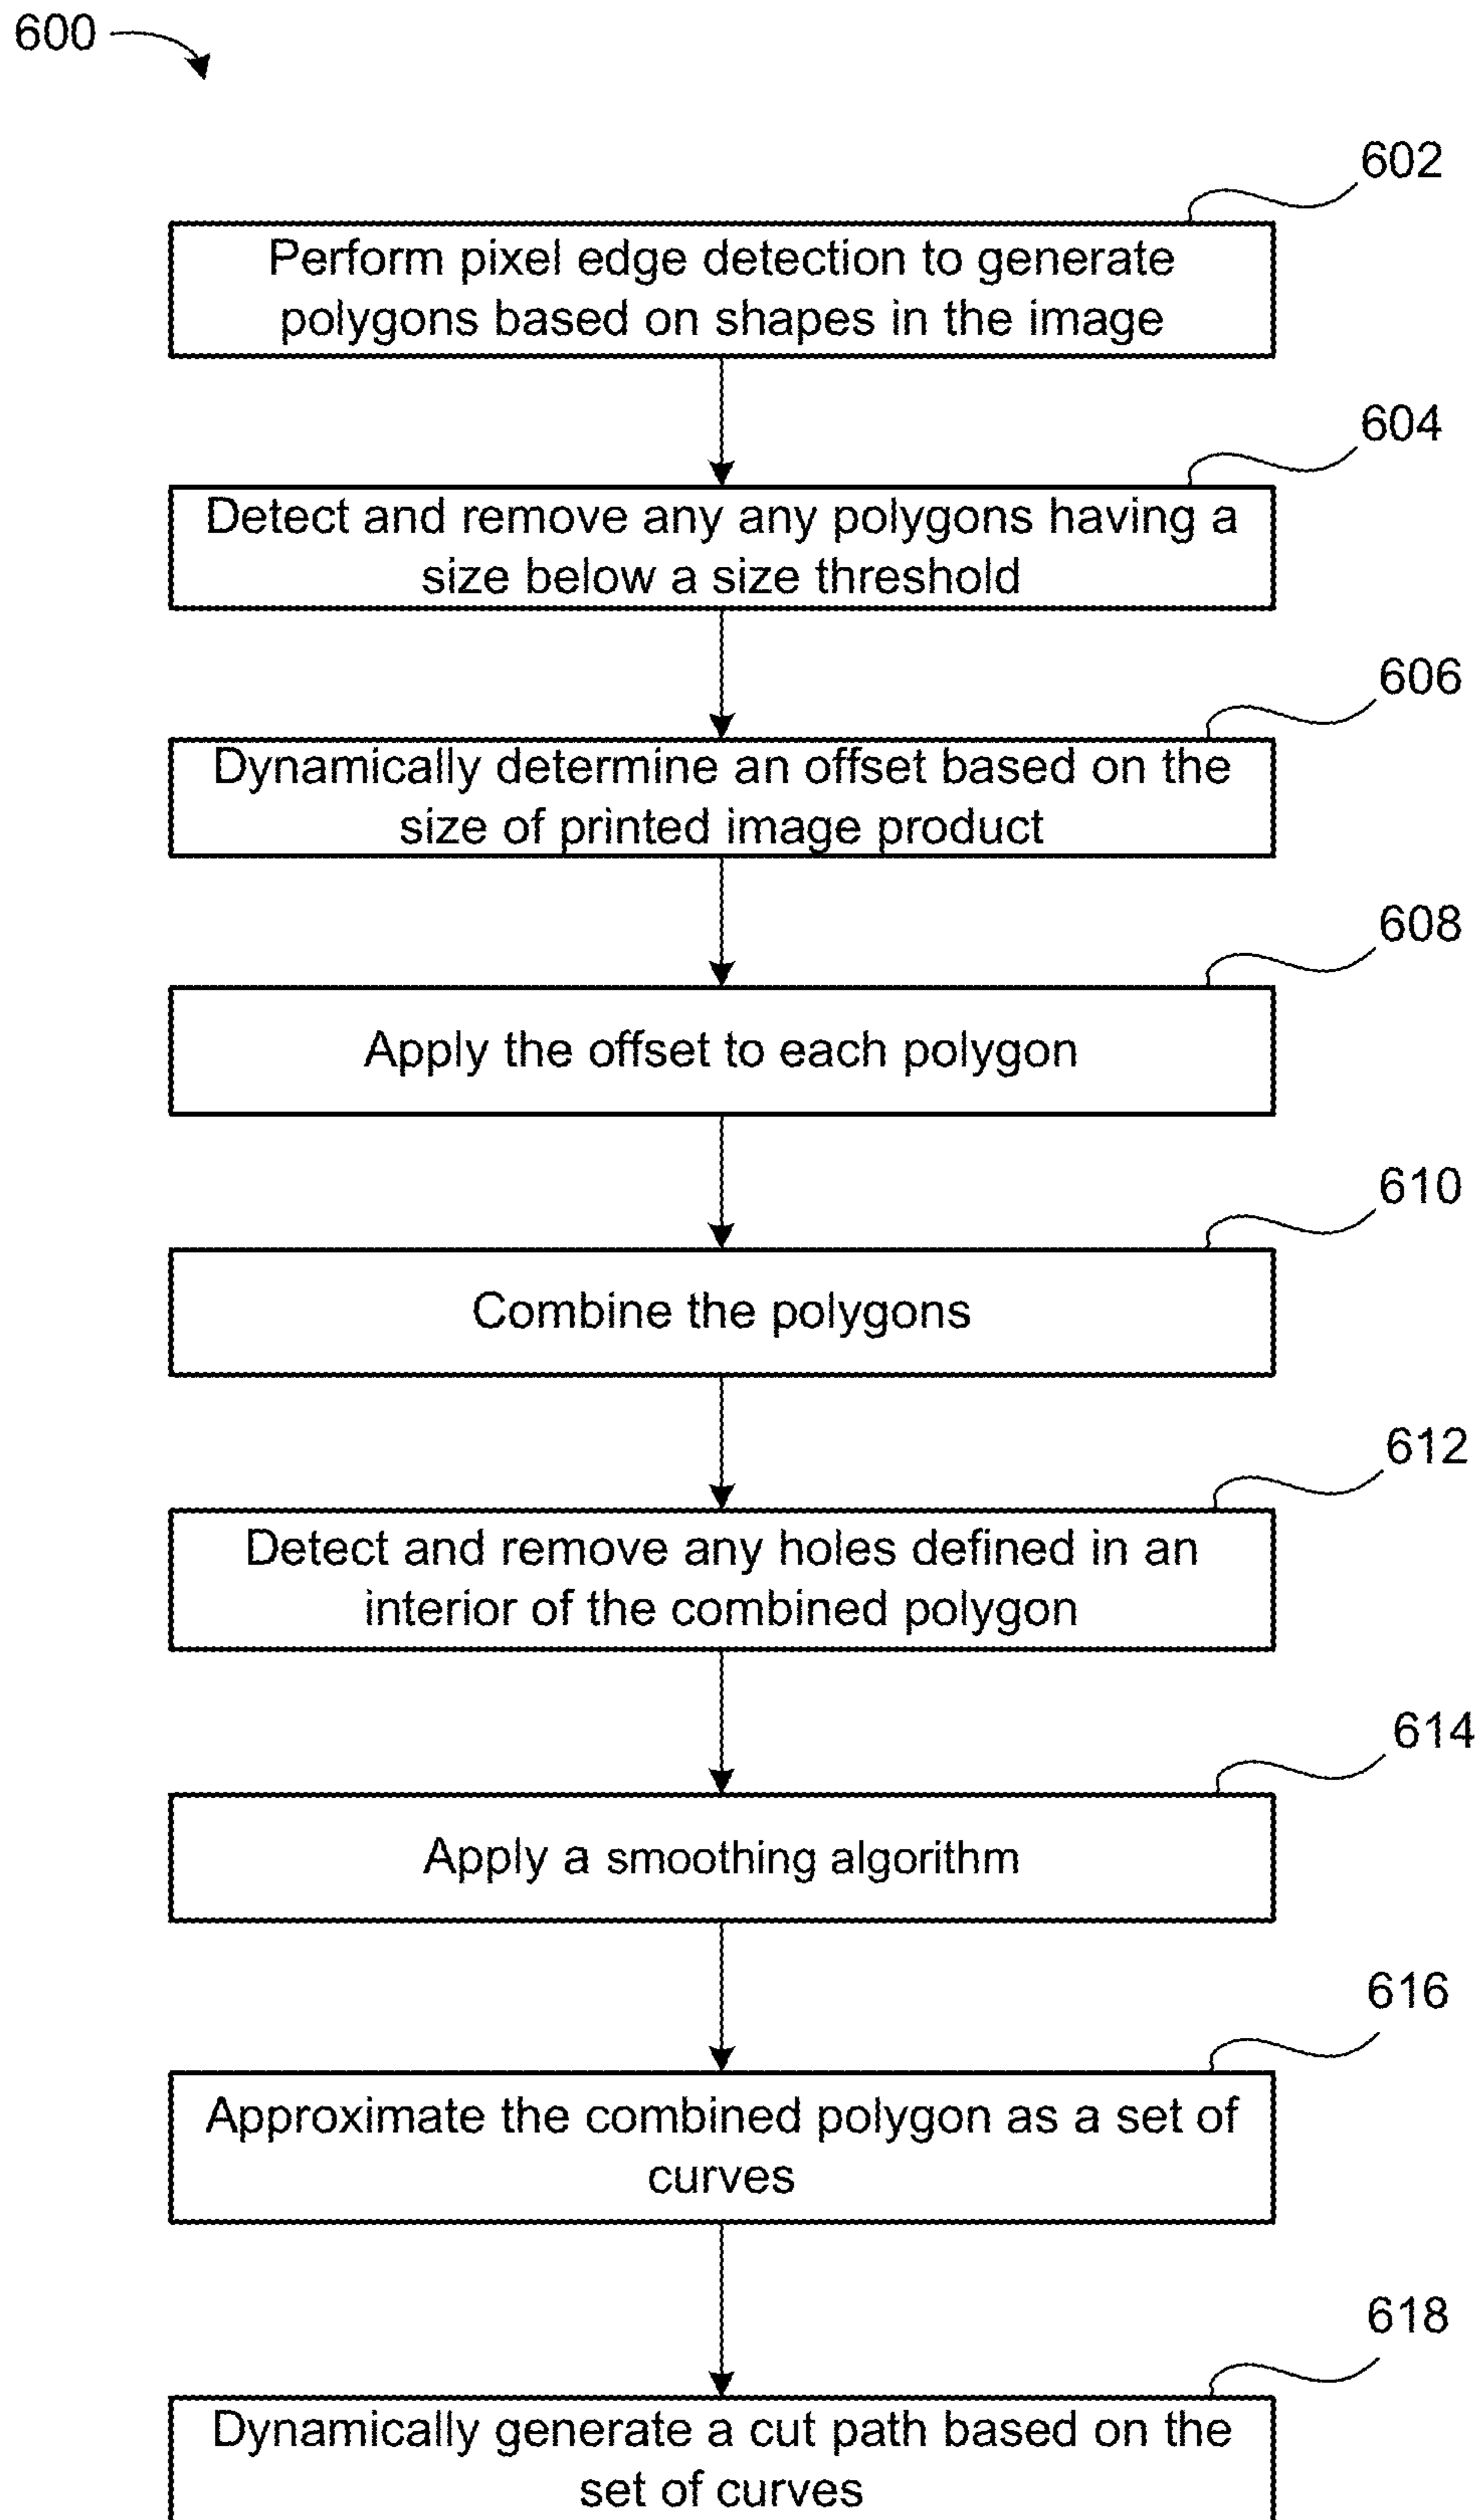 600
602
Perform pixel edge detection to generate
polygons based on shapes in the image
604
Detect and remove any any polygons having a
size below a size threshold
606
Dynamically determine an offset based on the
size of printed image product
608
Apply the offset to each polygon
610
Combine the polygons
612
Detect and remove any holes defined in an
interior of the combined polygon
614
Apply a smoothing algorithm
616
Approximate the combined polygon as a set of
curves
618
Dynamically generate a cut path based on the
set of curves